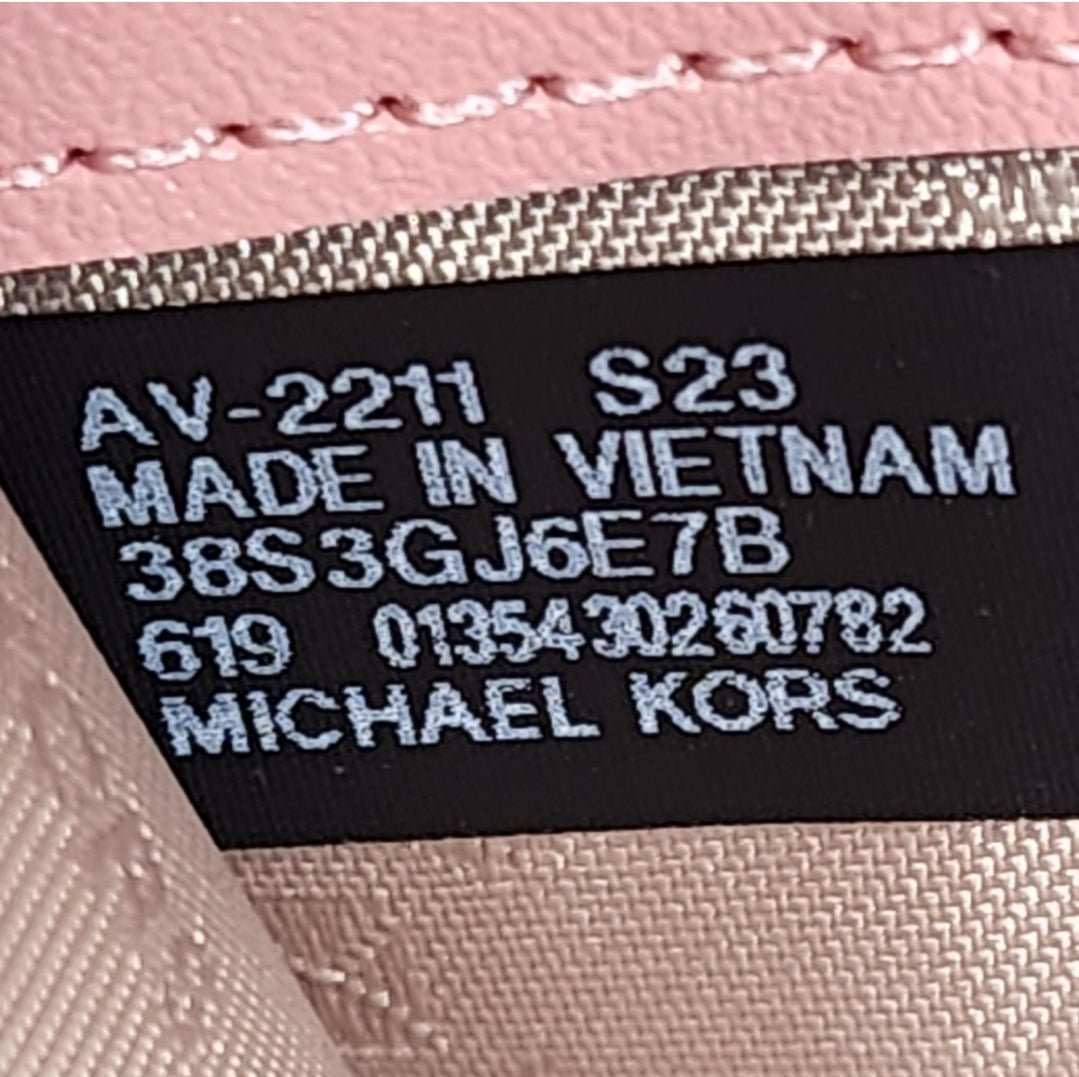 AV-2211 S23
MADE IN VIETNAM
38S3GJ6E7B
619 0135430260782
MICHAEL KORS